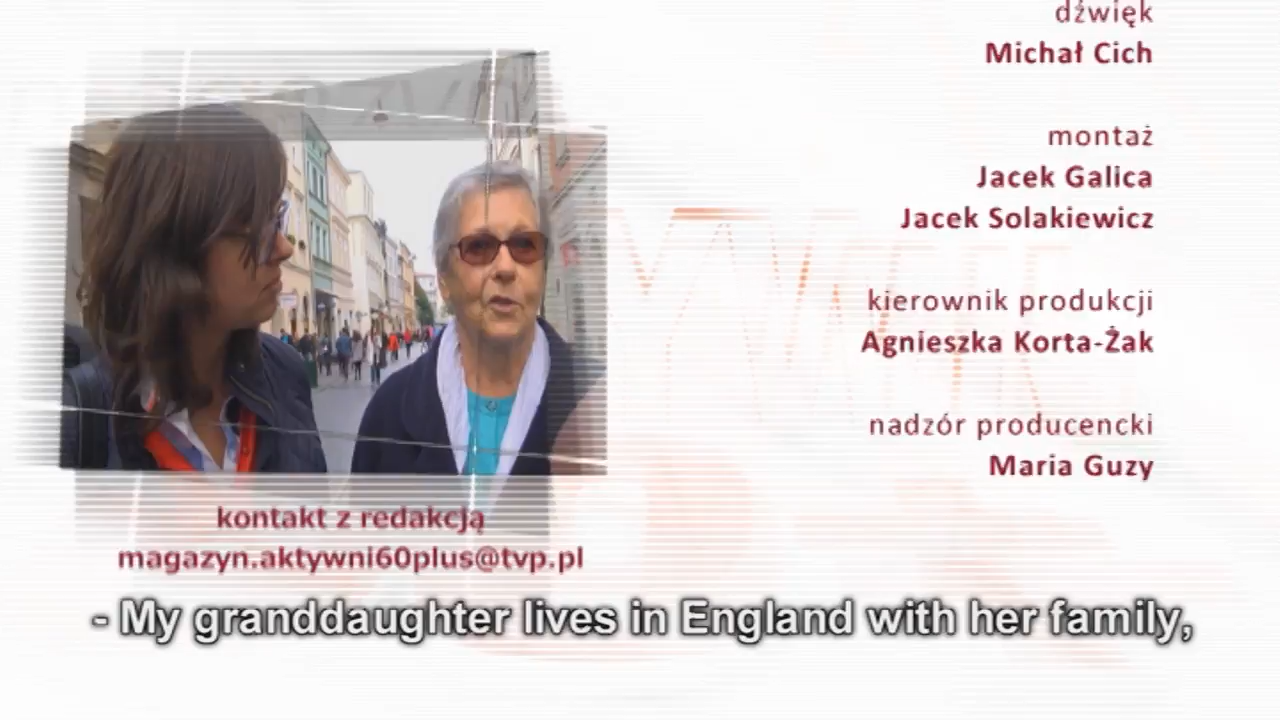 dźwięk
Michał Cich
montaż
Jacek Galica
Jacek Solakiewicz
kierownik produkcji
Agnieszka Korta-Żak
nadzór producencki
Maria Guzy
kontakt z redakcją
magazyn.aktywni60plus@tvp.pl
- My granddaughter lives in England with her family,